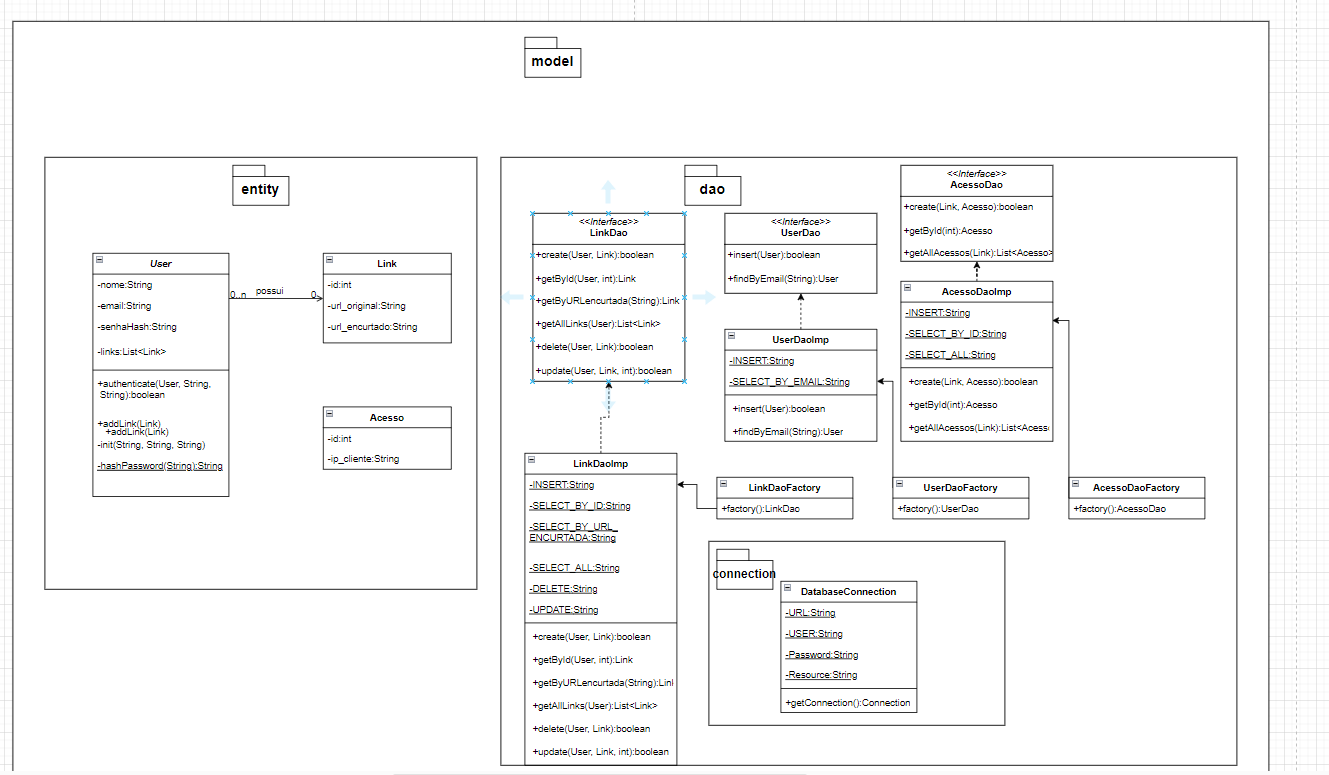 model
entity
User
-nome:String
-email:String
-senhaHash:String
-links:List<Link>
+authenticate(User, String,
String):boolean
+addLink(Link)
+addLink(Link)
-init(String, String, String)
-hashPassword(String):String
0..n
possui
0
Link
-id:int
-url_original:String
-url_encurtado:String
Acesso
-id:int
-ip_cliente:String
dao
<<Interface>>
LinkDao
+create(User, Link):boolean
+getById(User, int):Link
+getByURLencurtada(String):Link
+getAllLinks(User):List<Link>
+delete(User, Link):boolean
+update(User, Link, int):boolean
<<Interface>>
UserDao
+insert(User):boolean
+findByEmail(String):User
<<Interface>>
AcessoDao
+create(Link, Acesso):boolean
+getById(int):Acesso
+getAllAcessos(Link):List<Acesso>
UserDaoImp
-INSERT:String
-SELECT_BY_EMAIL:String
+insert(User):boolean
+findByEmail(String):User
AcessoDaoImp
-INSERT:String
-SELECT_BY_ID:String
-SELECT_ALL:String
+create(Link, Acesso):boolean
+getById(int):Acesso
+getAllAcessos(Link):List<Acess
LinkDaoImp
-INSERT:String
-SELECT_BY_ID:String
-SELECT_BY_URL_
ENCURTADA:String
-SELECT_ALL:String
-DELETE:String
-UPDATE:String
+create(User, Link):boolean
+getById(User, int):Link
+getByURLencurtada(String):Link
+getAllLinks(User):List<Link>
+delete(User, Link):boolean
+update(User, Link, int):boolean
LinkDaoFactory
+factory():LinkDao
UserDaoFactory
+factory():UserDao
AcessoDaoFactory
+factory():AcessoDao
connection
DatabaseConnection
-URL:String
-USER:String
-Password:String
-Resource:String
+getConnection():Connection